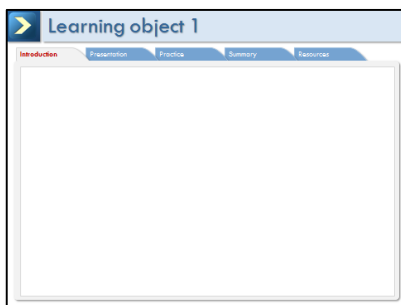 Learning object 1
Introduction Presentation Practice Summary Resources